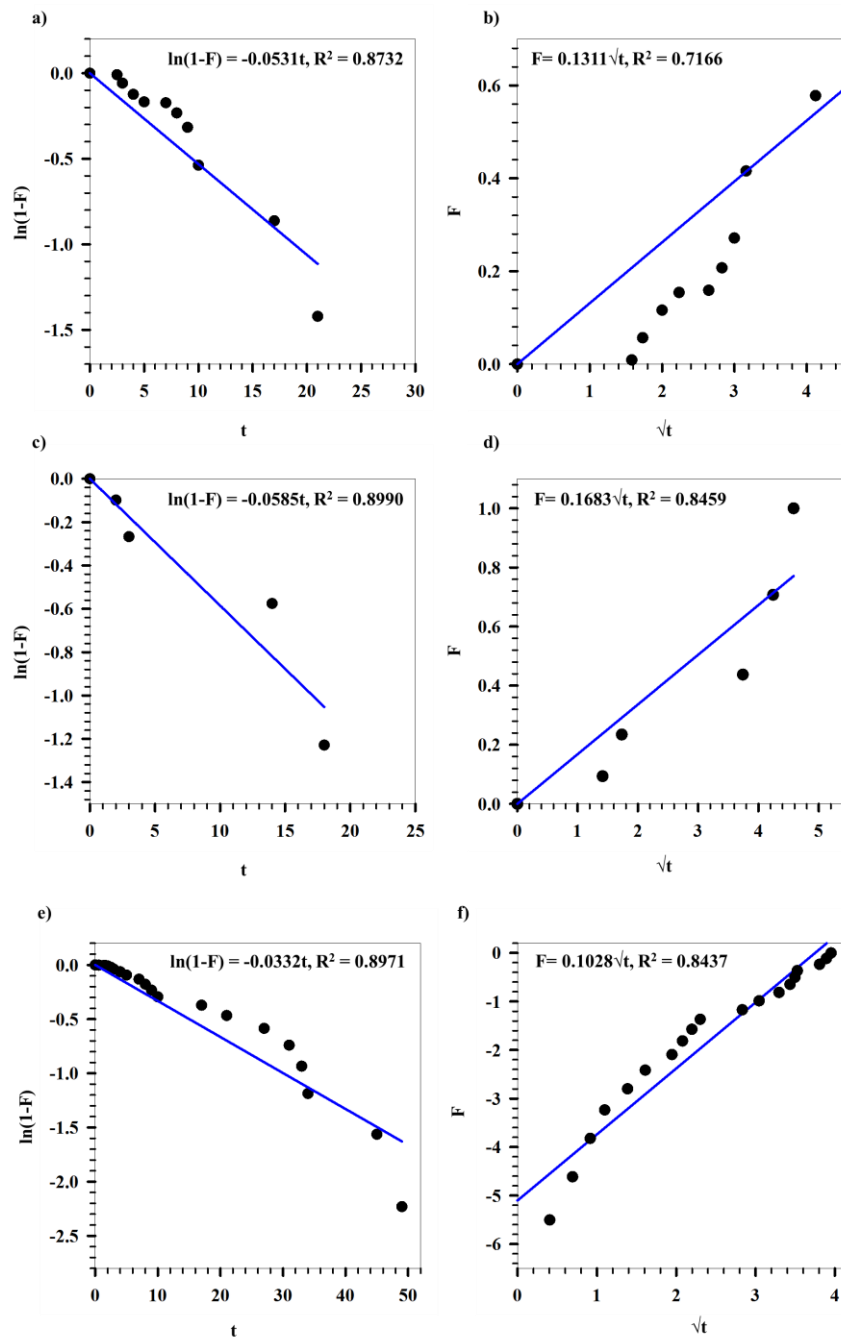 a)
ln(1-F) = -0.0531t, R² = 0.8732
0.0
-0.5
-1.0
-1.5
ln(1-F)
0 5 10 15 20 25 30
t
b)
F= 0.1311√t, R² = 0.7166
0.6
0.4
0.2
0.0
F
0 1 2 3 4
√t
c)
ln(1-F) = -0.0585t, R² = 0.8990
0.0
-0.2
-0.4
-0.6
-0.8
-1.0
-1.2
-1.4
ln(1-F)
0 5 10 15 20 25
t
d)
F= 0.1683√t, R² = 0.8459
1.0
0.8
0.6
0.4
0.2
0.0
F
0 1 2 3 4 5
√t
e)
ln(1-F) = -0.0332t, R² = 0.8971
0.0
-0.5
-1.0
-1.5
-2.0
-2.5
ln(1-F)
0 10 20 30 40 50
t
f)
F= 0.1028√t, R² = 0.8437
0
-1
-2
-3
-4
-5
-6
F
0 1 2 3 4
√t